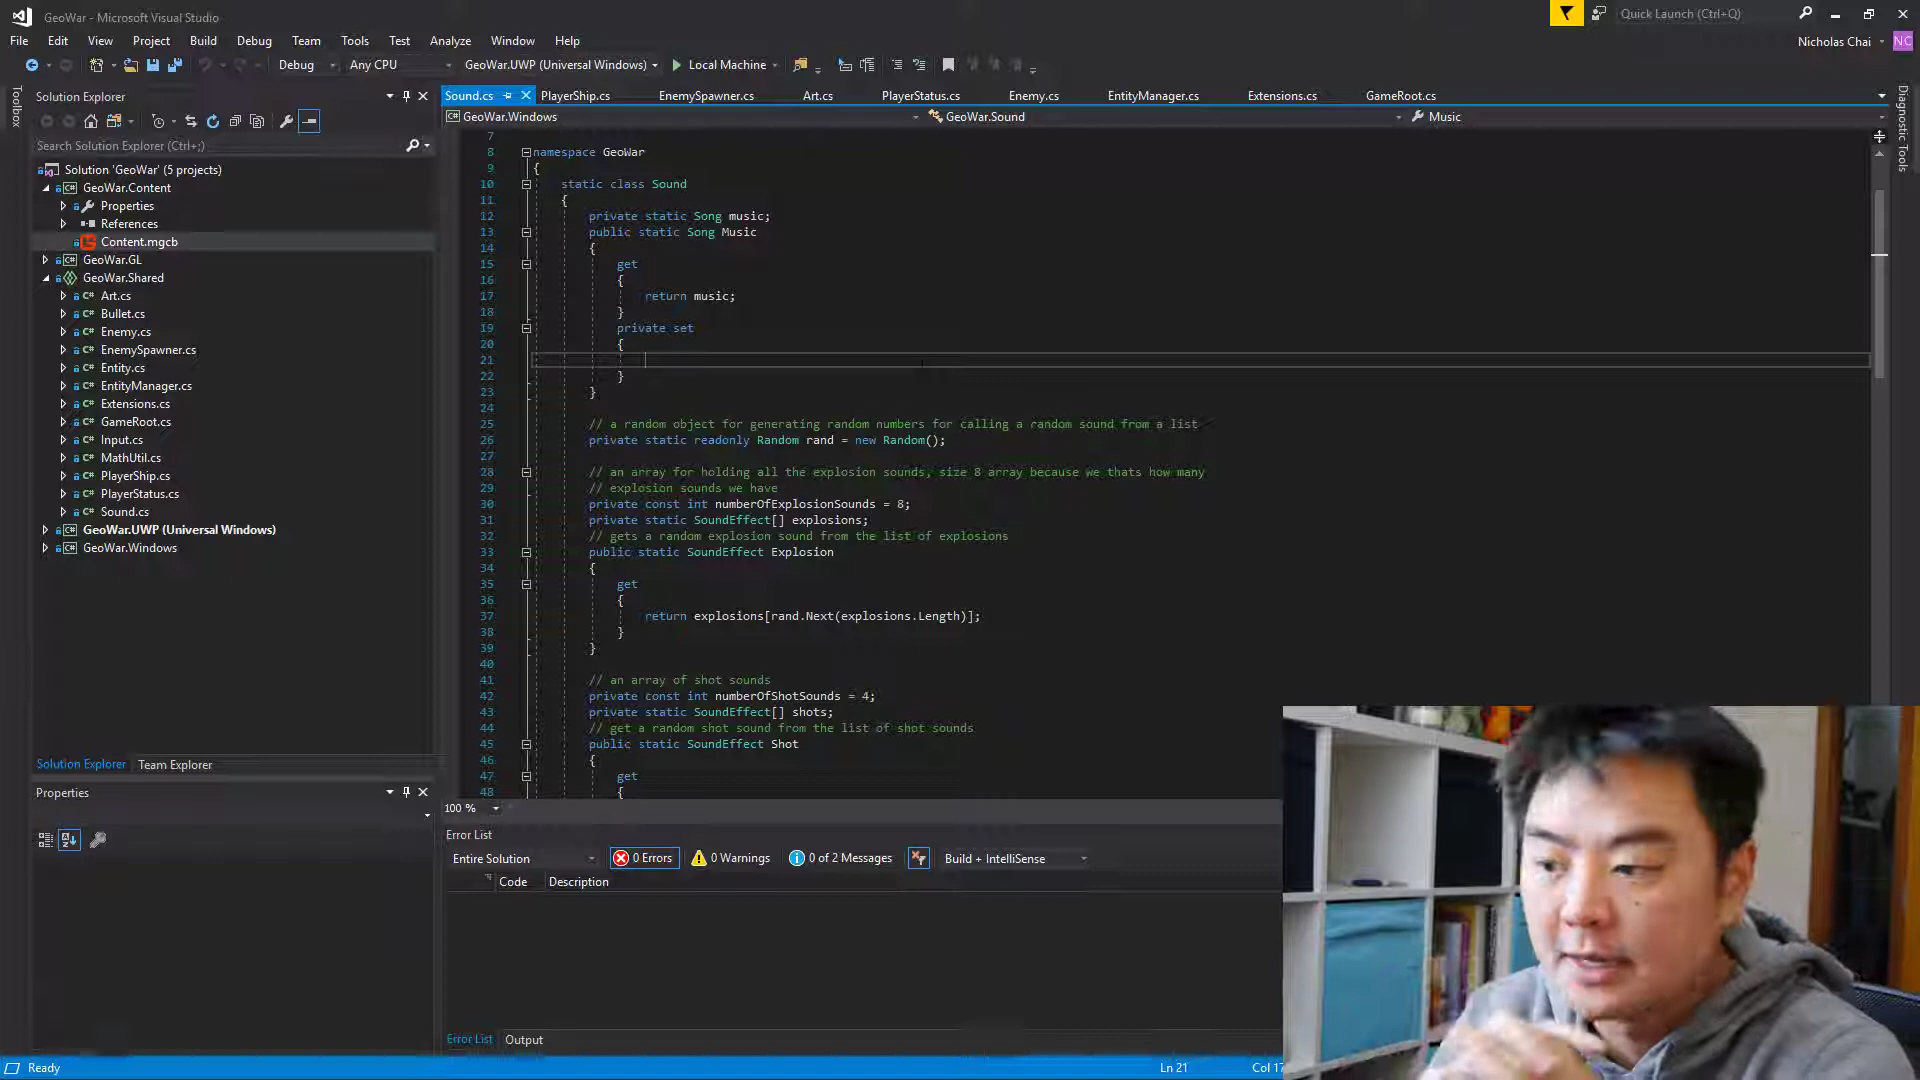 GeoWar - Microsoft Visual Studio
Quick Launch (Ctrl+Q)
File Edit View Project Build Debug Team Tools Test Analyze Window Help
Nicholas Chai NC
Debug Any CPU GeoWar.UWP (Universal Windows) Local Machine
Toolbox
Solution Explorer
Search Solution Explorer (Ctrl+;)
Solution 'GeoWar' (5 projects)
GeoWar.Content
Properties
References
Content.mgcb
GeoWar.GL
GeoWar.Shared
C# Art.cs
C# Bullet.cs
C# Enemy.cs
C# EnemySpawner.cs
C# Entity.cs
C# EntityManager.cs
C# Extensions.cs
C# GameRoot.cs
C# Input.cs
C# MathUtil.cs
C# PlayerShip.cs
C# PlayerStatus.cs
C# Sound.cs
GeoWar.UWP (Universal Windows)
GeoWar.Windows
Solution Explorer Team Explorer
Properties
Sound.cs PlayerShip.cs EnemySpawner.cs Art.cs PlayerStatus.cs Enemy.cs EntityManager.cs Extensions.cs GameRoot.cs
GeoWar.Windows GeoWar.Sound Music
7
8 namespace GeoWar
9 {
10 static class Sound
11 {
12 private static Song music;
13 public static Song Music
14 {
15 get
16 {
17 return music;
18 }
19 private set
20 {
21
22 }
23 }
24
25 // a random object for generating random numbers for calling a random sound from a list
26 private static readonly Random rand = new Random();
27
28 // an array for holding all the explosion sounds, size 8 array because we thats how many
29 // explosion sounds we have
30 private const int numberOfExplosionSounds = 8;
31 private static SoundEffect[] explosions;
32 // gets a random explosion sound from the list of explosions
33 public static SoundEffect Explosion
34 {
35 get
36 {
37 return explosions[rand.Next(explosions.Length)];
38 }
39 }
40
41 // an array of shot sounds
42 private const int numberOfShotSounds = 4;
43 private static SoundEffect[] shots;
44 // get a random shot sound from the list of shot sounds
45 public static SoundEffect Shot
46 {
47 get
48 {
100 %
Diagnostic Tools
Error List
Entire Solution 0 Errors 0 Warnings 0 of 2 Messages Build + IntelliSense
Code Description
Error List Output
Ready Ln 21 Col 17